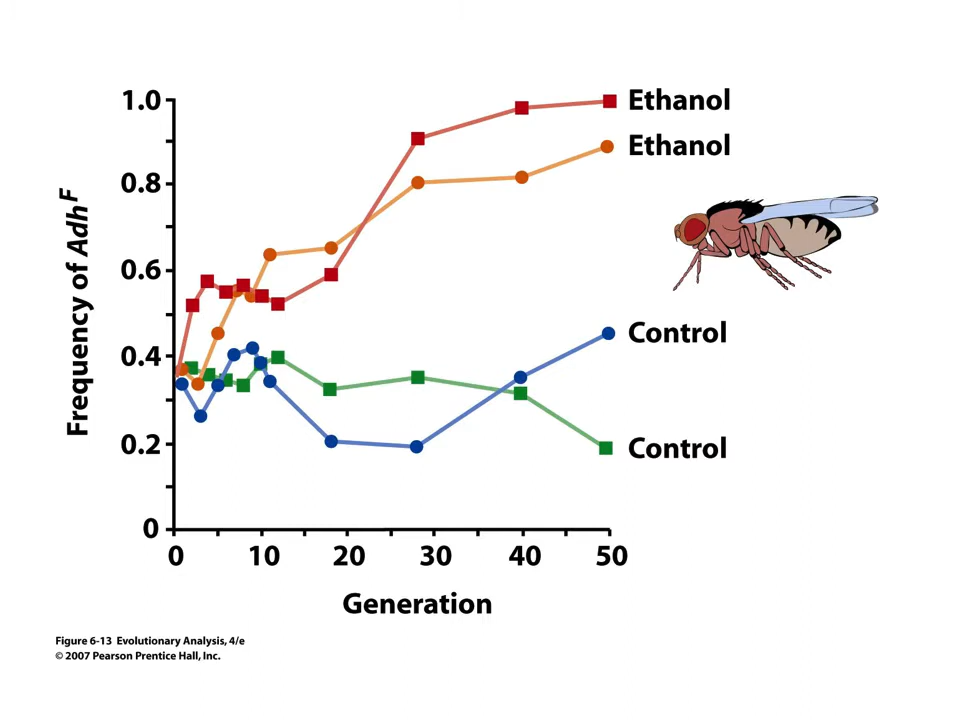 1.0
0.8
0.6
0.4
0.2
0
Frequency of AdhF
Ethanol
Ethanol
Control
Control
0 10 20 30 40 50
Generation
Figure 6-13 Evolutionary Analysis, 4/e
© 2007 Pearson Prentice Hall, Inc.